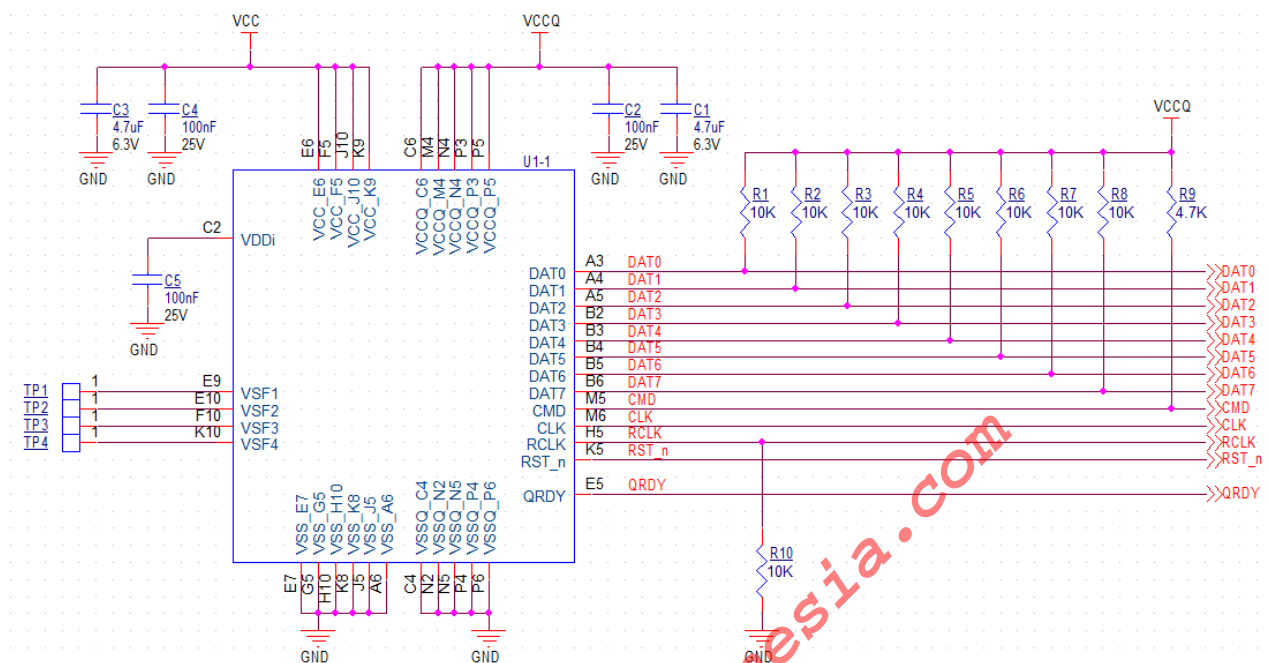 VCC
VCCQ
C3
4.7uF
6.3V
GND
C4
100nF
25V
GND
E6
F5
J10
K9
C6
M4
N4
P3
P5
C2
100nF
25V
GND
C1
4.7uF
6.3V
GND
VCCQ
U1-1
VCC_E6
VCC_F5
VCC_J10
VCC_K9
VCCQ_C6
VCCQ_M4
VCCQ_N4
VCCQ_P3
VCCQ_P5
R1
10K
R2
10K
R3
10K
R4
10K
R5
10K
R6
10K
R7
10K
R8
10K
R9
4.7K
C2
VDDi
C5
100nF
25V
GND
DAT0 A3 DAT0 DAT0
DAT1 A4 DAT1 DAT1
DAT2 A5 DAT2 DAT2
DAT3 B2 DAT3 DAT3
DAT4 B3 DAT4 DAT4
DAT5 B4 DAT5 DAT5
DAT6 B5 DAT6 DAT6
DAT7 B6 DAT7 DAT7
CMD M5 CMD CMD
CLK M6 CLK CLK
RCLK H5 RCLK RCLK
RST_n K5 RST_n RST_n
QRDY E5 QRDY QRDY
TP1 1 E9 VSF1
TP2 1 E10 VSF2
TP3 1 F10 VSF3
TP4 1 K10 VSF4
VSS_E7
VSS_G5
VSS_H10
VSS_K8
VSS_J5
VSS_A6
VSSQ_C4
VSSQ_N2
VSSQ_N5
VSSQ_P4
VSSQ_P6
E7
G5
H10
K8
J5
A6
C4
N2
N5
P4
P6
GND
GND
R10
10K
GND
esia.com